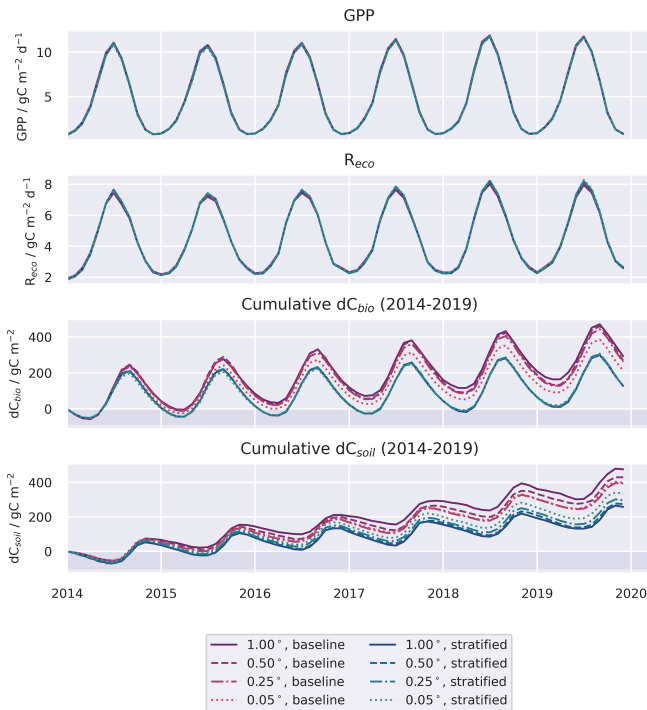 GPP
GPP / gC m⁻² d⁻¹
10
5
R_eco
R_eco / gC m⁻² d⁻¹
8
6
4
2
Cumulative dC_bio (2014-2019)
dC_bio / gC m⁻²
400
200
0
Cumulative dC_soil (2014-2019)
dC_soil / gC m⁻²
400
200
0
2014 2015 2016 2017 2018 2019 2020
1.00°, baseline 1.00°, stratified
0.50°, baseline 0.50°, stratified
0.25°, baseline 0.25°, stratified
0.05°, baseline 0.05°, stratified